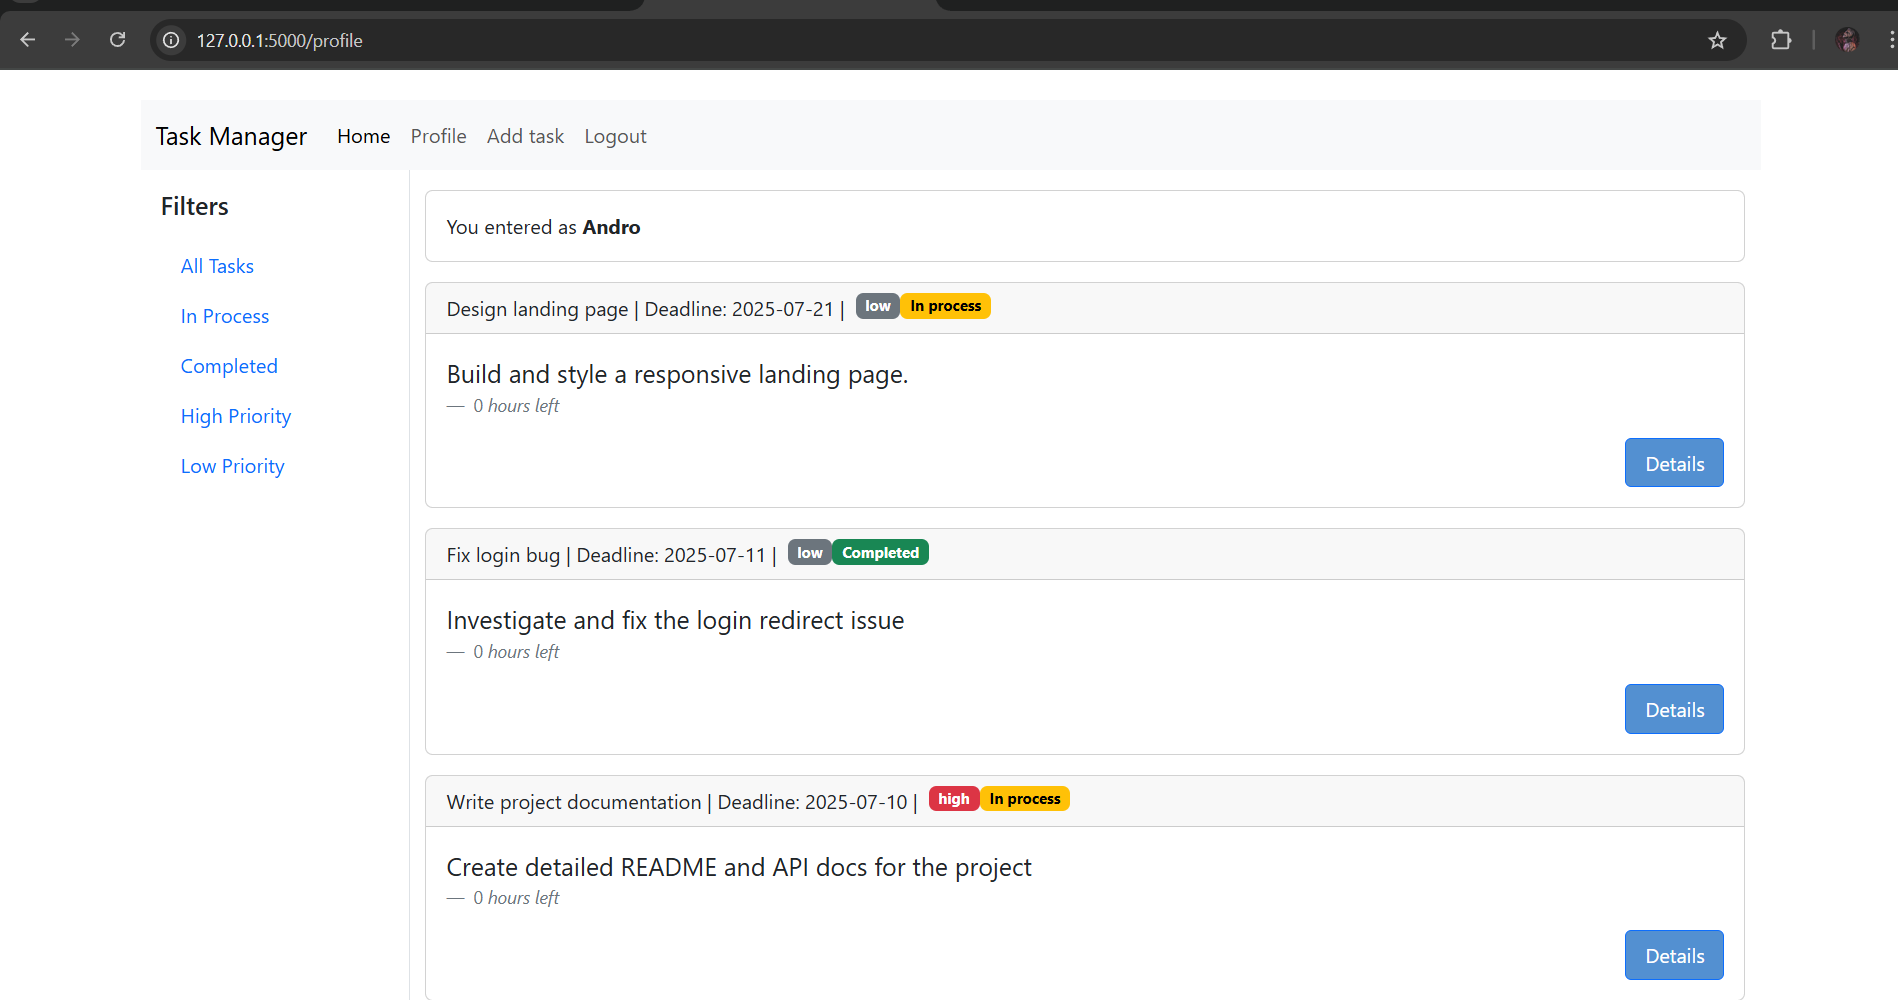 127.0.0.1:5000/profile
Task Manager Home Profile Add task Logout
Filters
All Tasks
In Process
Completed
High Priority
Low Priority
You entered as Andro
Design landing page | Deadline: 2025-07-21 | low In process
Build and style a responsive landing page.
— 0 hours left
Details
Fix login bug | Deadline: 2025-07-11 | low Completed
Investigate and fix the login redirect issue
— 0 hours left
Details
Write project documentation | Deadline: 2025-07-10 | high In process
Create detailed README and API docs for the project
— 0 hours left
Details